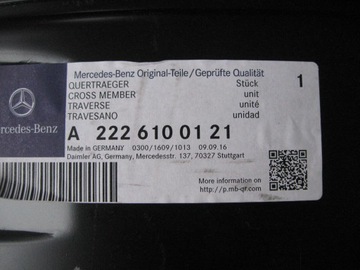 Mercedes-Benz Original-Teile/Geprüfte Qualität
QUERTRAEGER Stück 1
CROSS MEMBER unit
TRAVERSE unité
TRAVESANO unidad
rcedes-Benz
A 222 610 01 21
Made in GERMANY 0300/1609/1013 09.09.16
Daimler AG, Germany, Mercedesstr. 137, 70327 Stuttgart
More information on
http://p.mb-qr.com/